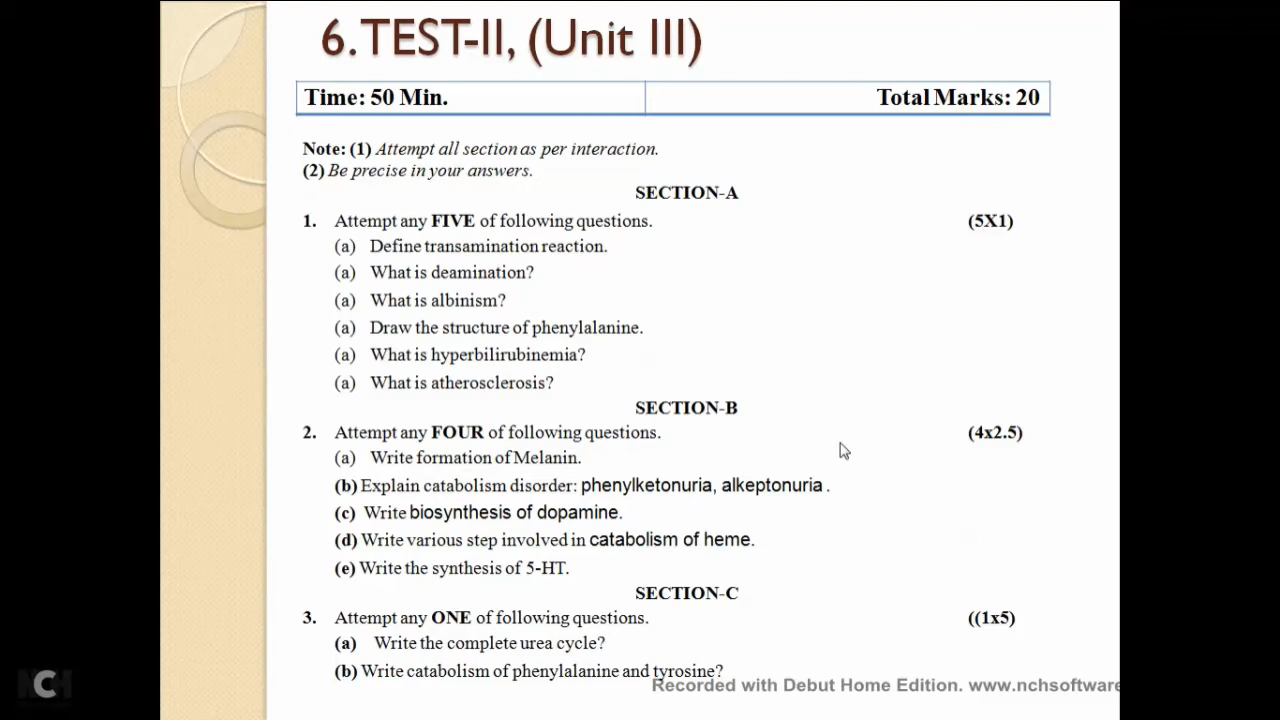 6.TEST-II, (Unit III)
Time: 50 Min. Total Marks: 20
Note: (1) Attempt all section as per interaction.
(2) Be precise in your answers.
SECTION-A
1. Attempt any FIVE of following questions. (5X1)
(a) Define transamination reaction.
(a) What is deamination?
(a) What is albinism?
(a) Draw the structure of phenylalanine.
(a) What is hyperbilirubinemia?
(a) What is atherosclerosis?
SECTION-B
2. Attempt any FOUR of following questions. (4x2.5)
(a) Write formation of Melanin.
(b) Explain catabolism disorder: phenylketonuria, alkeptonuria .
(c) Write biosynthesis of dopamine.
(d) Write various step involved in catabolism of heme.
(e) Write the synthesis of 5-HT.
SECTION-C
3. Attempt any ONE of following questions. ((1x5)
(a) Write the complete urea cycle?
(b) Write catabolism of phenylalanine and tyrosine?
Recorded with Debut Home Edition. www.nchsoftware
NCH